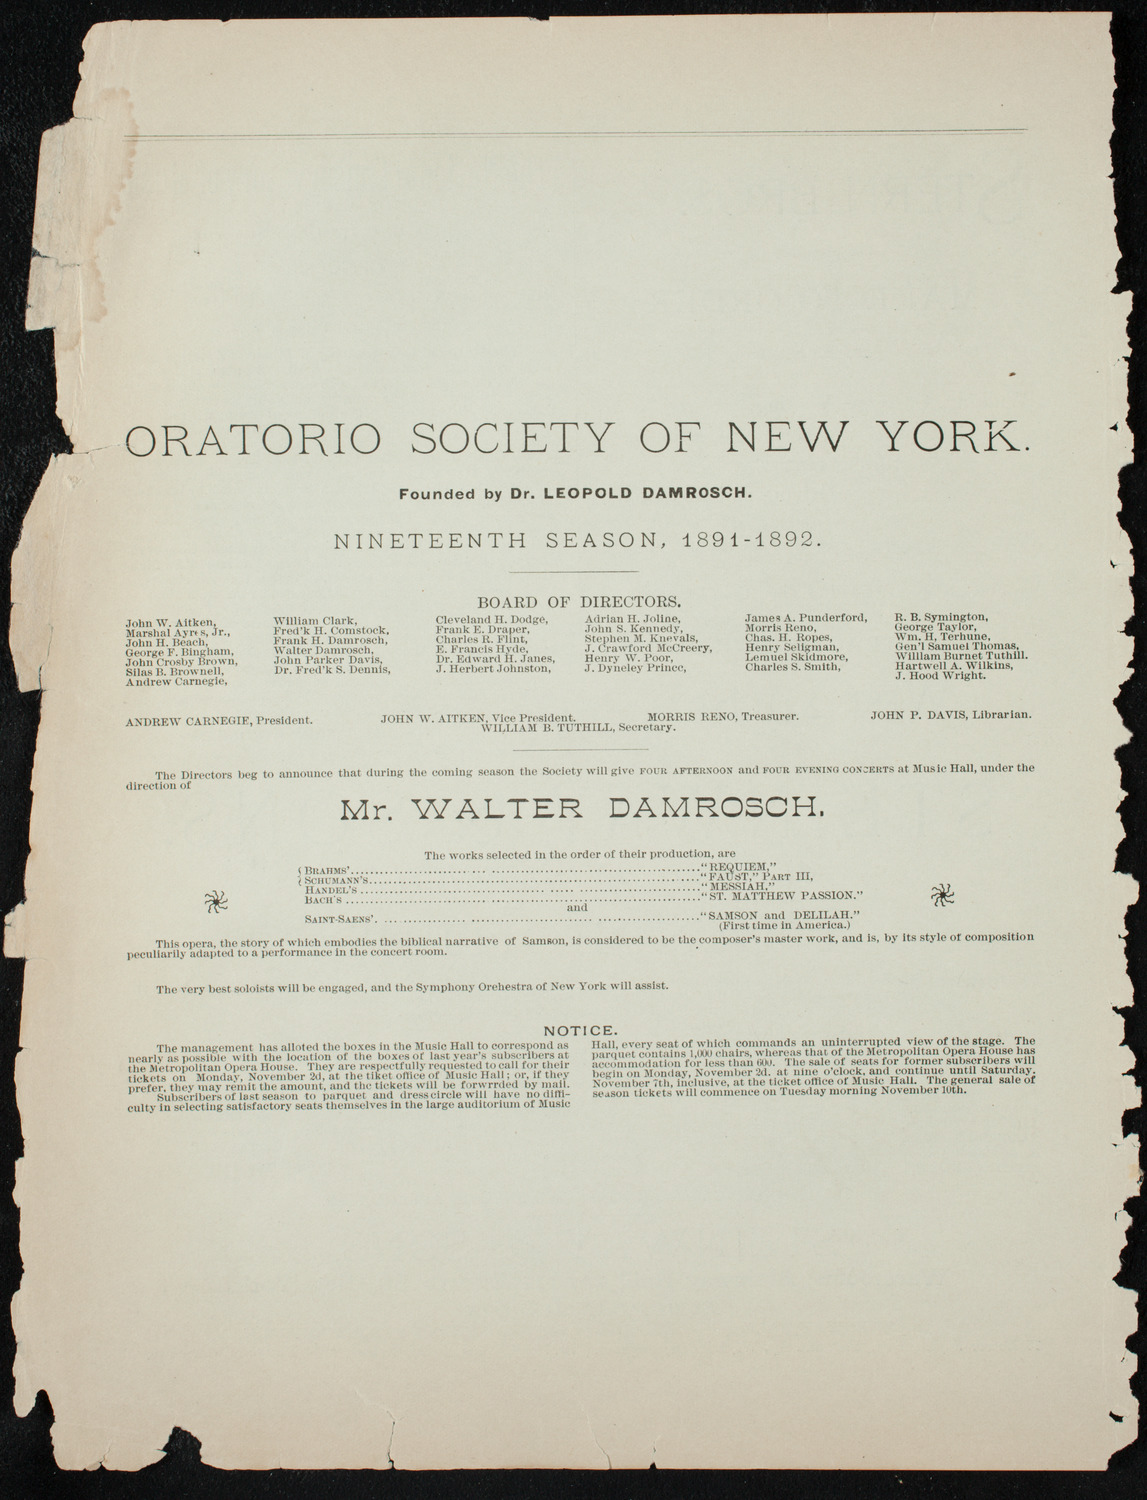 ORATORIO SOCIETY OF NEW YORK.
Founded by Dr. LEOPOLD DAMROSCH.
NINETEENTH SEASON, 1891-1892.
BOARD OF DIRECTORS.
John W. Aitken,
Marshal Ayres, Jr.,
John H. Beach,
George F. Bingham,
John Crosby Brown,
Silas B. Brownell,
Andrew Carnegie,
William Clark,
Fred'k H. Comstock,
Frank H. Damrosch,
Walter Damrosch,
John Parker Davis,
Dr. Fred'k S. Dennis,
Cleveland H. Dodge,
Frank E. Draper,
Charles R. Flint,
E. Francis Hyde,
Dr. Edward H. Janes,
J. Herbert Johnston,
Adrian H. Joline,
John S. Kennedy,
Stephen M. Knevals,
J. Crawford McCreery,
Henry W. Poor,
J. Dyneley Prince,
James A. Punderford,
Morris Reno,
Chas. H. Ropes,
Henry Seligman,
Lemuel Skidmore,
Charles S. Smith,
R. B. Symington,
George Taylor,
Wm. H, Terhune,
Gen'l Samuel Thomas,
William Burnet Tuthill.
Hartwell A. Wilkins,
J. Hood Wright.
ANDREW CARNEGIE, President. JOHN W. AITKEN, Vice President. MORRIS RENO, Treasurer. JOHN P. DAVIS, Librarian.
WILLIAM B. TUTHILL, Secretary.
The Directors beg to announce that during the coming season the Society will give FOUR AFTERNOON and FOUR EVENING CONCERTS at Music Hall, under the
direction of
Mr. WALTER DAMROSCH.
The works selected in the order of their production, are
{ BRAHMS'........................"REQUIEM,"
{ SCHUMANN'S........................"FAUST," PART III,
HANDEL'S........................"MESSIAH,"
BACH'S........................"ST. MATTHEW PASSION."
and
SAINT-SAENS'.........................."SAMSON and DELILAH."
(First time in America.)
This opera, the story of which embodies the biblical narrative of Samson, is considered to be the composer's master work, and is, by its style of composition
peculiarily adapted to a performance in the concert room.
The very best soloists will be engaged, and the Symphony Orchestra of New York will assist.
NOTICE.
The management has alloted the boxes in the Music Hall to correspond as
nearly as possible with the location of the boxes of last year's subscribers at
the Metropolitan Opera House. They are respectfully requested to call for their
tickets on Monday, November 2d, at the tiket office of Music Hall; or, if they
prefer, they may remit the amount, and the tickets will be forwrrded by mail.
Subscribers of last season to parquet and dress circle will have no diffi-
culty in selecting satisfactory seats themselves in the large auditorium of Music
Hall, every seat of which commands an uninterrupted view of the stage. The
parquet contains 1,000 chairs, whereas that of the Metropolitan Opera House has
accommodation for less than 600. The sale of seats for former subscribers will
begin on Monday, November 2d. at nine o'clock, and continue until Saturday.
November 7th, inclusive, at the ticket office of Music Hall. The general sale of
season tickets will commence on Tuesday morning November 10th.